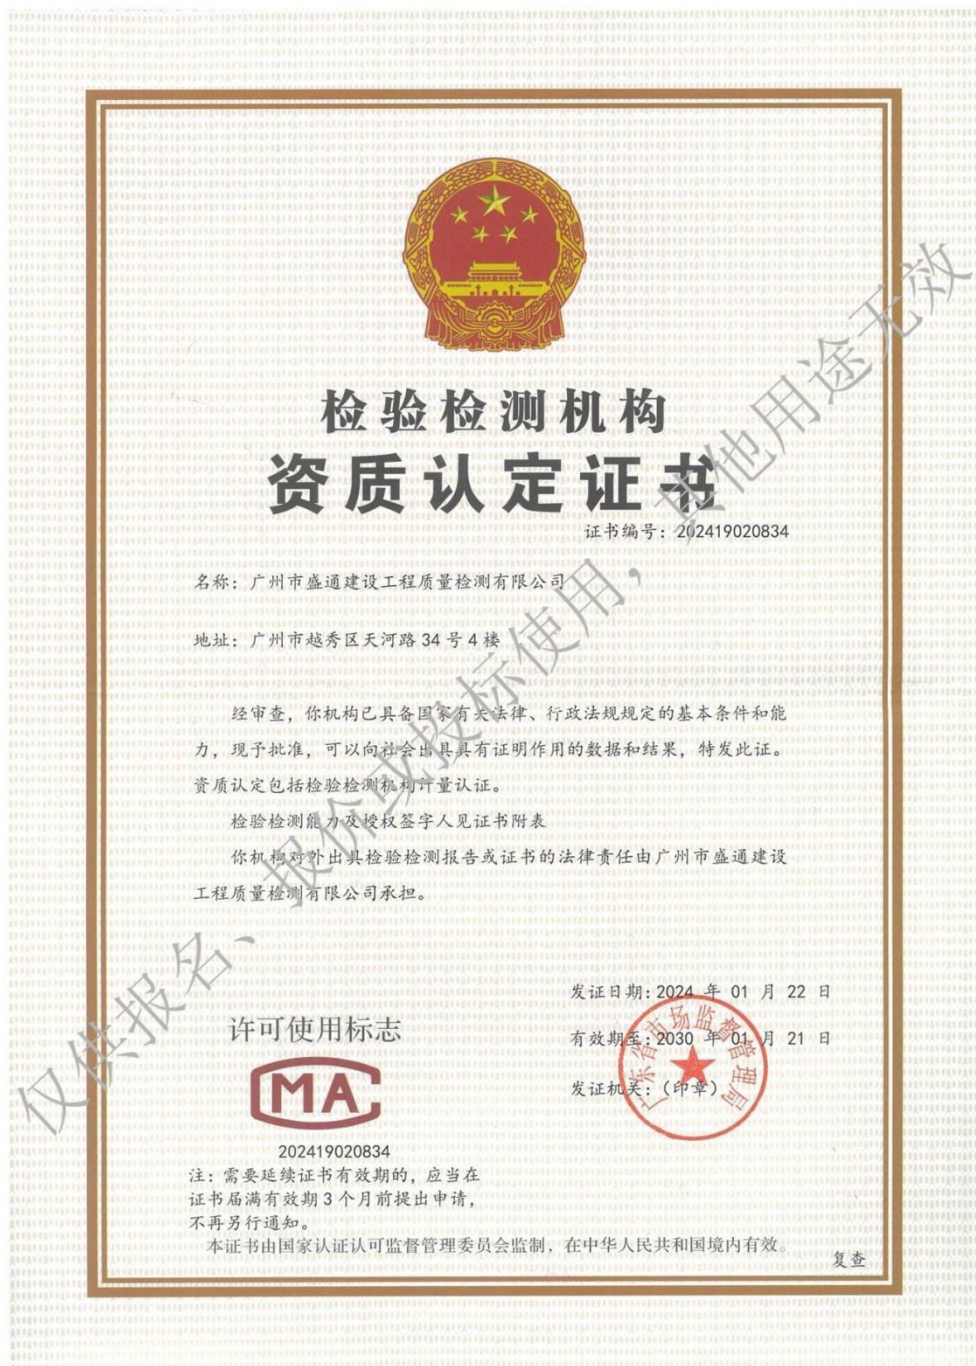 检验检测机构
资质认定证书
证书编号：202419020834
名称：广州市盛通建设工程质量检测有限公司
地址：广州市越秀区天河路34号4楼
经审查，你机构已具备国家有关法律、行政法规规定的基本条件和能
力，现予批准，可以向社会出具具有证明作用的数据和结果，特发此证。
资质认定包括检验检测机构计量认证。
检验检测能力及授权签字人见证书附表
你机构对外出具检验检测报告或证书的法律责任由广州市盛通建设
工程质量检测有限公司承担。
发证日期：2024 年 01 月 22 日
有效期至：2030 年 01 月 21 日
发证机关：（印章）
广东省市场监督管理局
许可使用标志
MA
202419020834
注：需要延续证书有效期的，应当在
证书届满有效期3个月前提出申请，
不再另行通知。
本证书由国家认证认可监督管理委员会监制，在中华人民共和国境内有效。
复查
仅供报名、报价或投标使用，其他用途无效